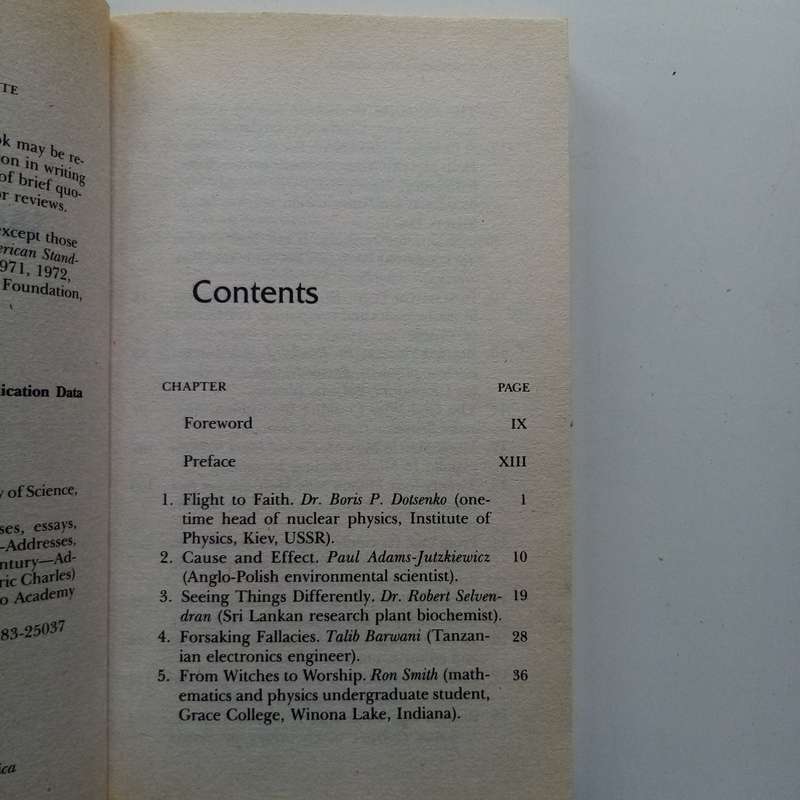 TE
ok may be re-
on in writing
of brief quo-
or reviews.
except those
erican Stand-
971, 1972,
Foundation,
ication Data
y of Science,
ses, essays,
—Addresses,
entury—Ad-
ric Charles)
o Academy
83-25037
ica
Contents
CHAPTER PAGE
Foreword IX
Preface XIII
1. Flight to Faith. Dr. Boris P. Dotsenko (one- 1
time head of nuclear physics, Institute of
Physics, Kiev, USSR).
2. Cause and Effect. Paul Adams-Jutzkiewicz 10
(Anglo-Polish environmental scientist).
3. Seeing Things Differently. Dr. Robert Selven- 19
dran (Sri Lankan research plant biochemist).
4. Forsaking Fallacies. Talib Barwani (Tanzan- 28
ian electronics engineer).
5. From Witches to Worship. Ron Smith (math- 36
ematics and physics undergraduate student,
Grace College, Winona Lake, Indiana).